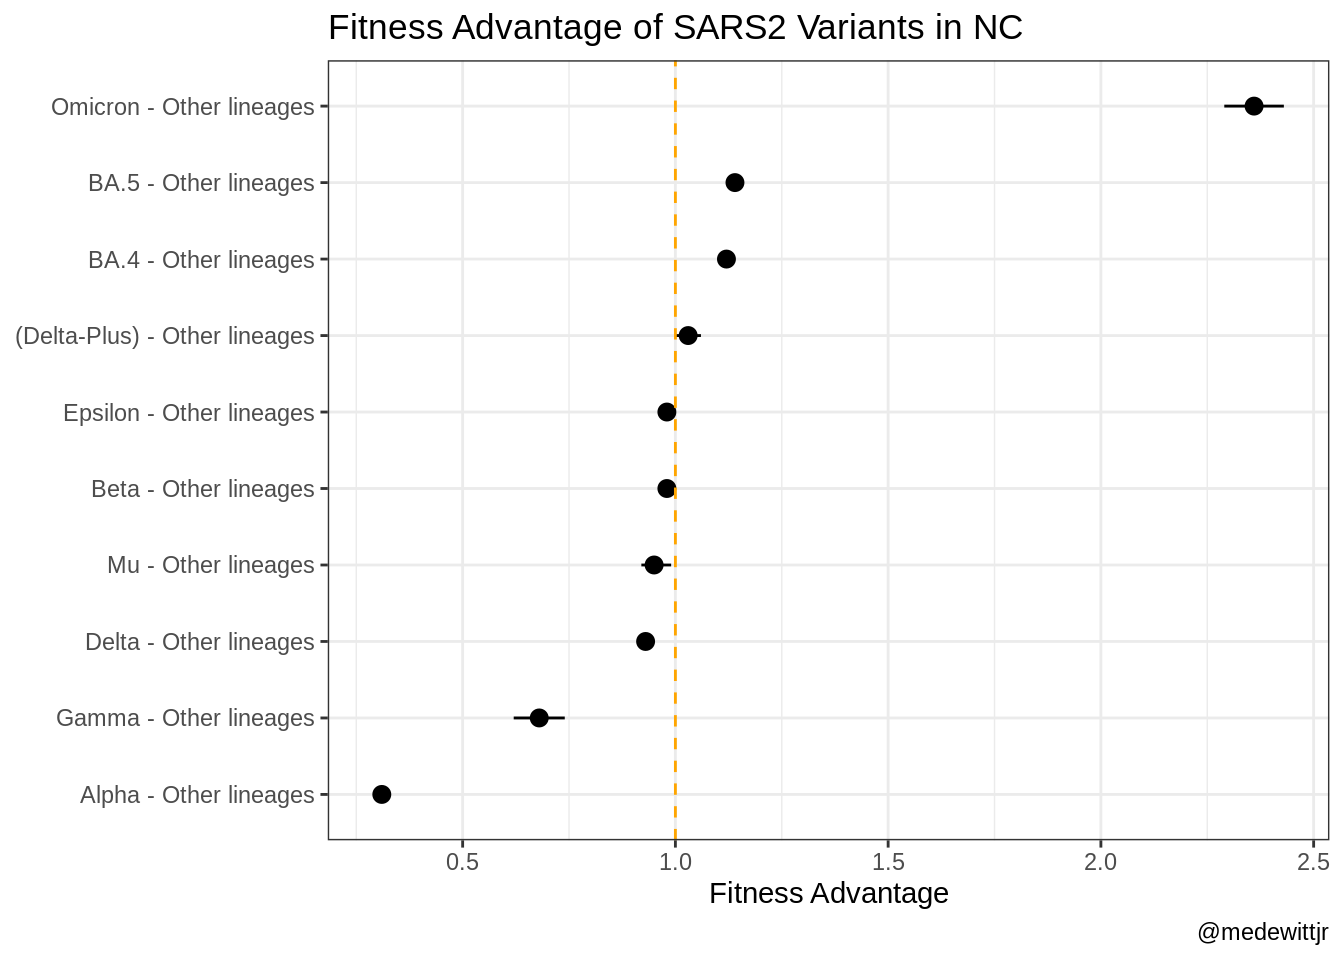 Fitness Advantage of SARS2 Variants in NC
Omicron - Other lineages
BA.5 - Other lineages
BA.4 - Other lineages
(Delta-Plus) - Other lineages
Epsilon - Other lineages
Beta - Other lineages
Mu - Other lineages
Delta - Other lineages
Gamma - Other lineages
Alpha - Other lineages
0.5 1.0 1.5 2.0 2.5
Fitness Advantage
@medewittjr